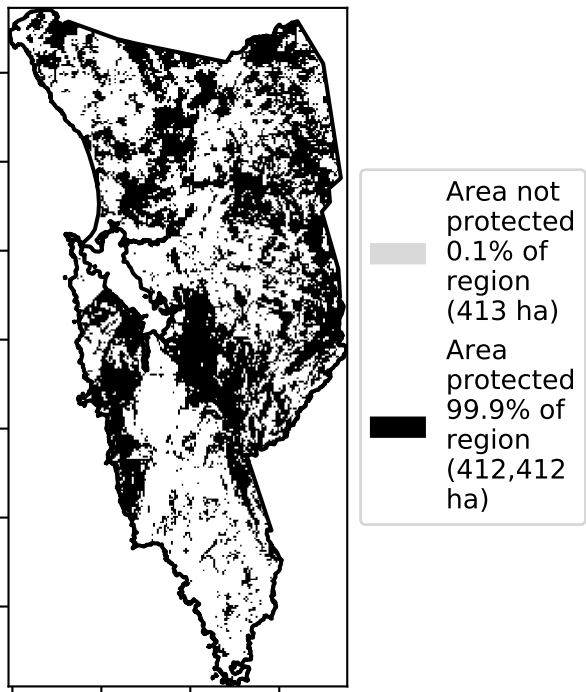 Area not
protected
0.1% of
region
(413 ha)
Area
protected
99.9% of
region
(412,412
ha)